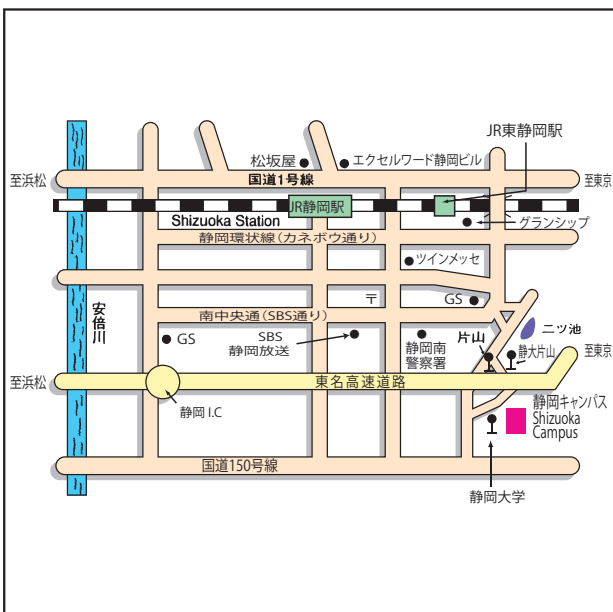 JR東静岡駅
松坂屋
エクセルワード静岡ビル
至浜松
国道1号線
至東京
JR静岡駅
Shizuoka Station
グランシップ
静岡環状線(カネボウ通り)
ツインメッセ
〒
GS
安倍川
南中央通(SBS通り)
GS
SBS
静岡放送
静岡南
警察署
片山
二ツ池
静大片山
至東京
至浜松
東名高速道路
静岡 I.C
静岡キャンパス
Shizuoka
Campus
国道150号線
静岡大学